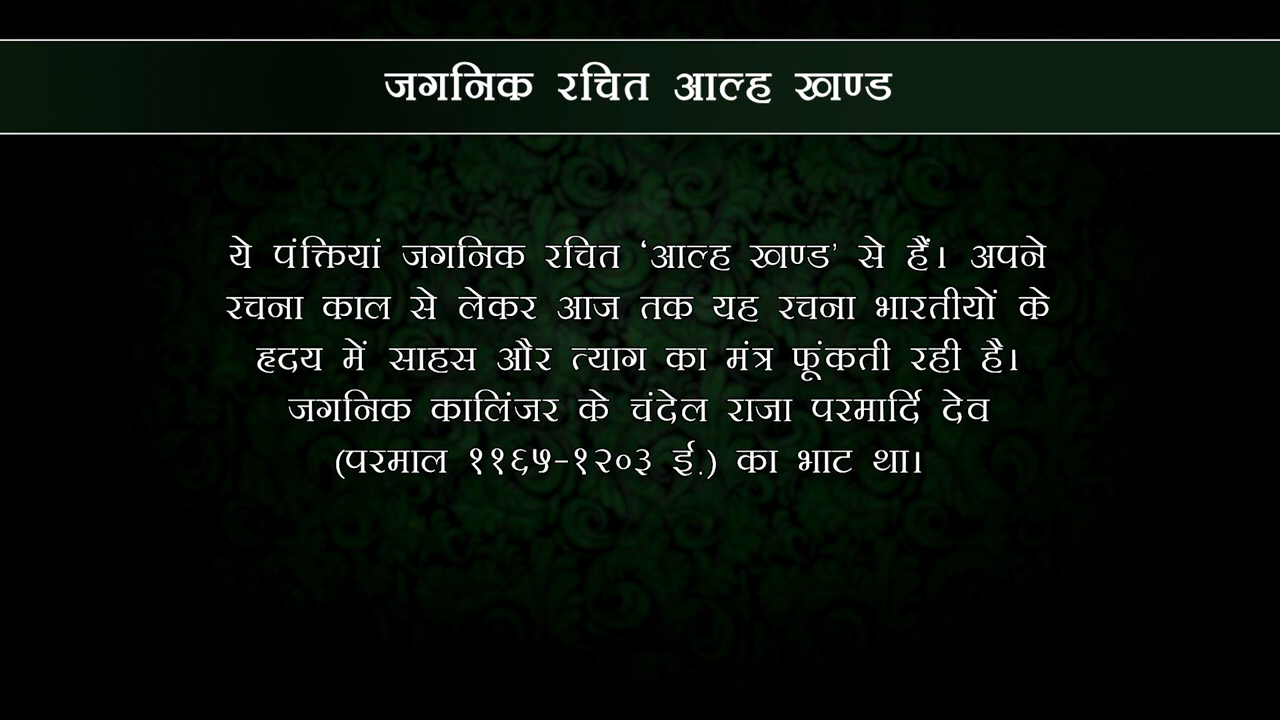 जगनिक रचित आल्ह खण्ड
ये पंक्तियां जगनिक रचित ‘आल्ह खण्ड’ से हैं। अपने
रचना काल से लेकर आज तक यह रचना भारतीयों के
हृदय में साहस और त्याग का मंत्र फूंकती रही है।
जगनिक कालिंजर के चंदेल राजा परमार्दि देव
(परमाल ११६५-१२०३ ई.) का भाट था।